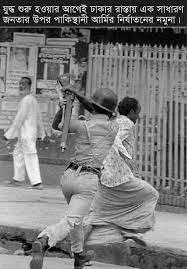 যুদ্ধ শুরু হওয়ার আগেই ঢাকার রাস্তায় এক সাধারণ
জনতার উপর পাকিস্থানী আর্মির নির্যাতনের নমুনা।